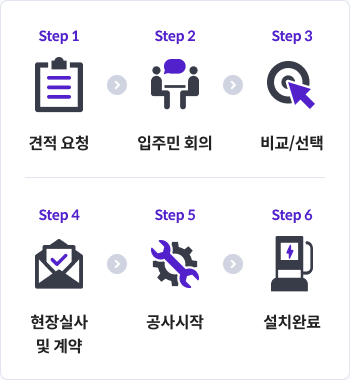 Step 1
Step 2
Step 3
견적 요청
입주민 회의
비교/선택
Step 4
Step 5
Step 6
현장실사
및 계약
공사시작
설치완료